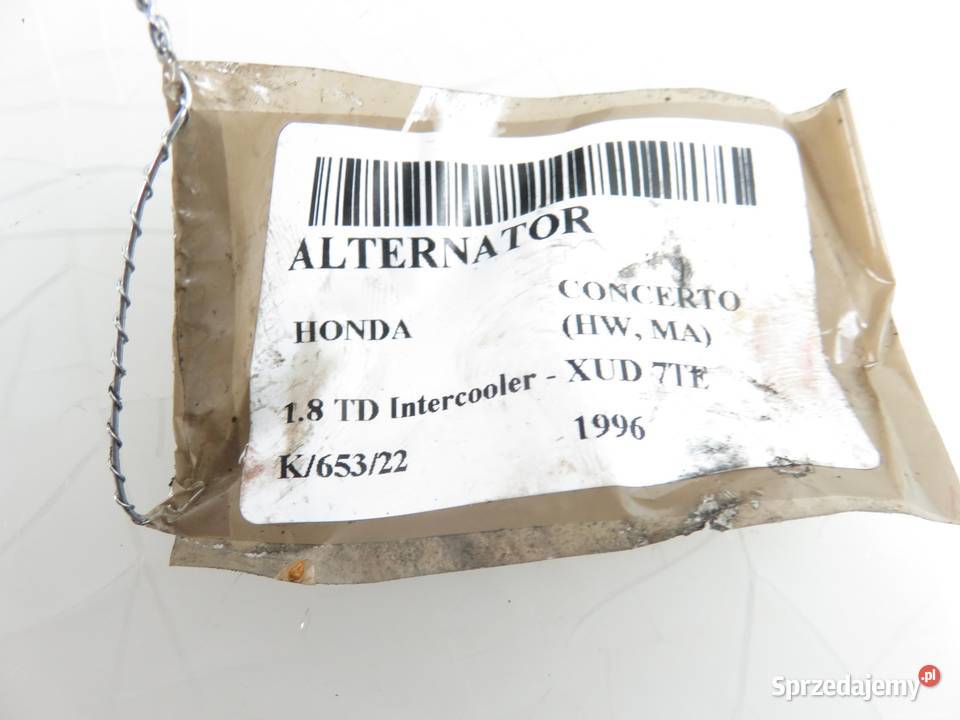 ALTERNATOR
HONDA CONCERTO (HW, MA)
1.8 TD Intercooler - XUD 7TE
K/653/22 1996
Sprzedajemy.pl